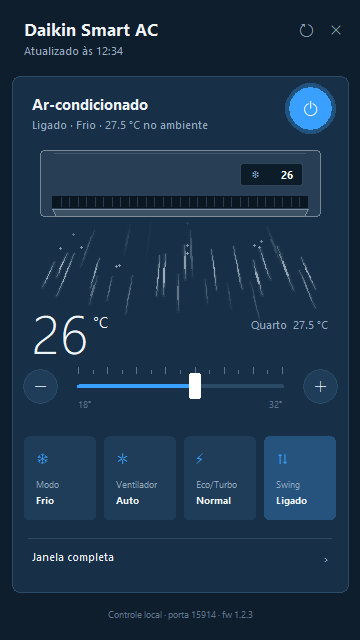 Daikin Smart AC
Atualizado às 12:34
Ar-condicionado
Ligado · Frio · 27.5 °C no ambiente
26
26 °C
Quarto 27.5 °C
18°
32°
Modo
Frio
Ventilador
Auto
Eco/Turbo
Normal
Swing
Ligado
Janela completa
Controle local · porta 15914 · fw 1.2.3